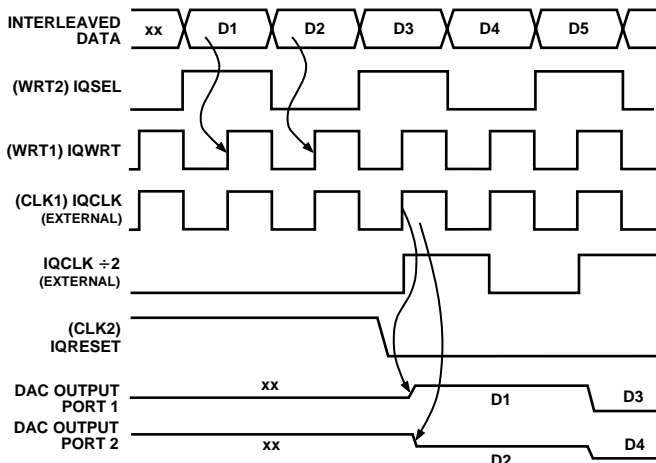 INTERLEAVED
DATA
xx D1 D2 D3 D4 D5
(WRT2) IQSEL
(WRT1) IQWRT
(CLK1) IQCLK
(EXTERNAL)
IQCLK ÷2
(EXTERNAL)
(CLK2)
IQRESET
DAC OUTPUT
PORT 1
xx D1 D3
DAC OUTPUT
PORT 2
xx D2 D4